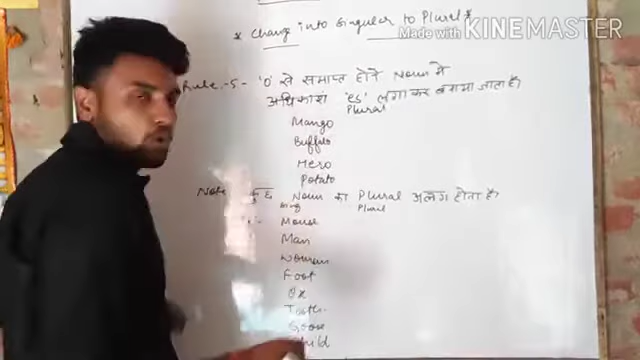 * Change into Singular to Plural *
Made with KINEMASTER
Rule.-5- 'O' से समाप्त होने Noun में
अधिकांश 'es' लगा कर बनाया जाता है।
Plural
Mango
Buffalo
Hero
Potato
Note कुछ Noun का Plural अलग होता है।
Sing Plural
Mouse
Man
Woman
Foot
Ox
Tooth
Goose
Child